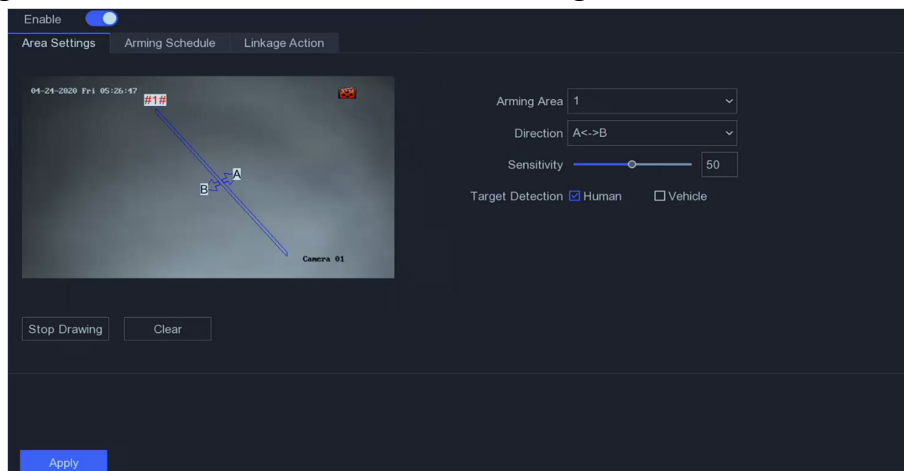 Enable
Area Settings Arming Schedule Linkage Action
04-24-2020 Fri 05:26:47
#1#
A
B
Camera 01
Arming Area 1
Direction A<->B
Sensitivity 50
Target Detection Human Vehicle
Stop Drawing Clear
Apply